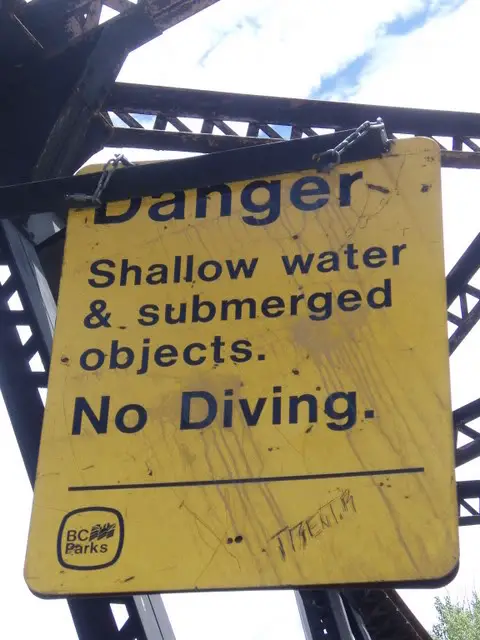 Danger
Shallow water
& submerged
objects.
No Diving.
BC
Parks